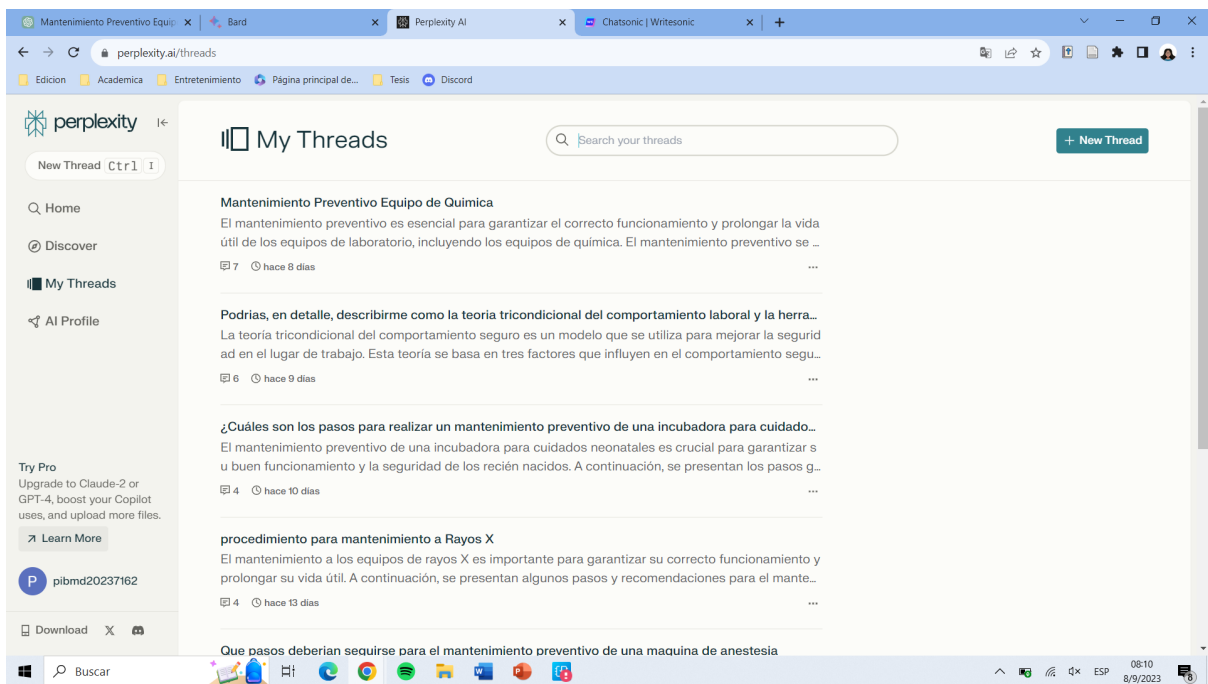 Mantenimiento Preventivo Equip
Bard
Perplexity AI
Chatsonic | Writesonic
perplexity.ai/threads
Edicion
Academica
Entretenimiento
Página principal de...
Tesis
Discord
perplexity
New Thread Ctrl I
Home
Discover
My Threads
AI Profile
Try Pro
Upgrade to Claude-2 or
GPT-4, boost your Copilot
uses, and upload more files.
Learn More
P pibmd20237162
Download
My Threads
Search your threads
+ New Thread
Mantenimiento Preventivo Equipo de Quimica
El mantenimiento preventivo es esencial para garantizar el correcto funcionamiento y prolongar la vida
útil de los equipos de laboratorio, incluyendo los equipos de química. El mantenimiento preventivo se ...
7 hace 8 días
Podrias, en detalle, describirme como la teoria tricondicional del comportamiento laboral y la herra...
La teoría tricondicional del comportamiento seguro es un modelo que se utiliza para mejorar la segurid
ad en el lugar de trabajo. Esta teoría se basa en tres factores que influyen en el comportamiento segu...
6 hace 9 días
¿Cuáles son los pasos para realizar un mantenimiento preventivo de una incubadora para cuidado...
El mantenimiento preventivo de una incubadora para cuidados neonatales es crucial para garantizar s
u buen funcionamiento y la seguridad de los recién nacidos. A continuación, se presentan los pasos g...
4 hace 10 días
procedimiento para mantenimiento a Rayos X
El mantenimiento a los equipos de rayos X es importante para garantizar su correcto funcionamiento y
prolongar su vida útil. A continuación, se presentan algunos pasos y recomendaciones para el mante...
4 hace 13 días
Que pasos deberian seguirse para el mantenimiento preventivo de una maquina de anestesia
Buscar
ESP
08:10
8/9/2023
8